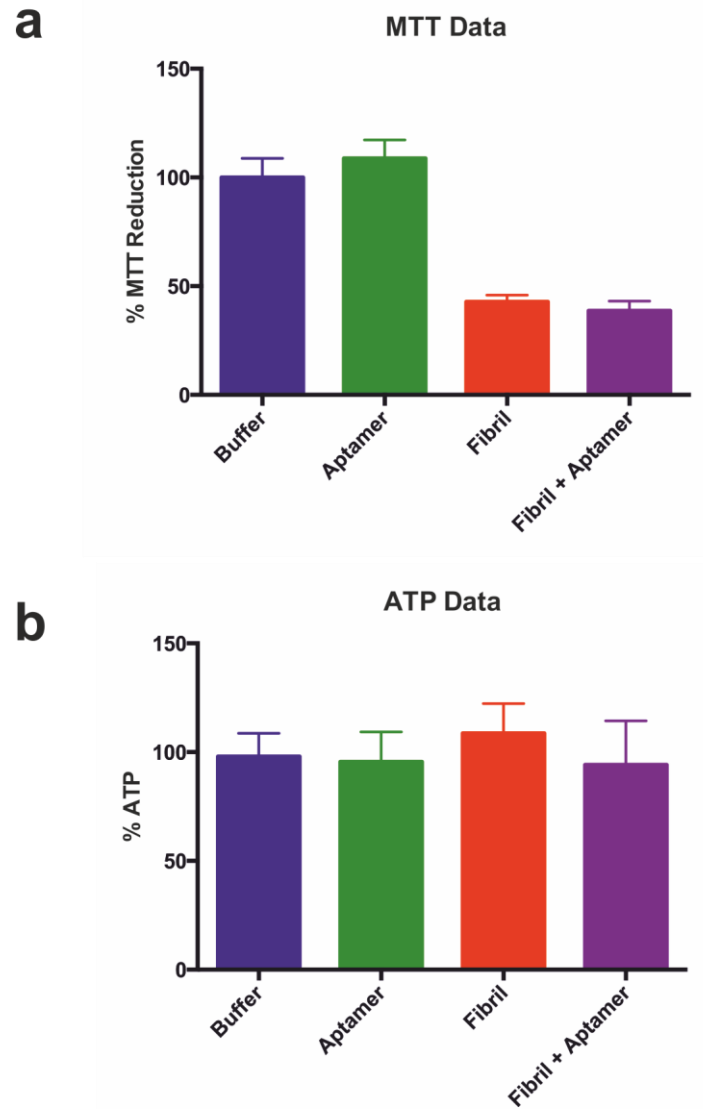 a
MTT Data
% MTT Reduction
150
100
50
0
Buffer
Aptamer
Fibril
Fibril + Aptamer
b
ATP Data
% ATP
150
100
50
0
Buffer
Aptamer
Fibril
Fibril + Aptamer